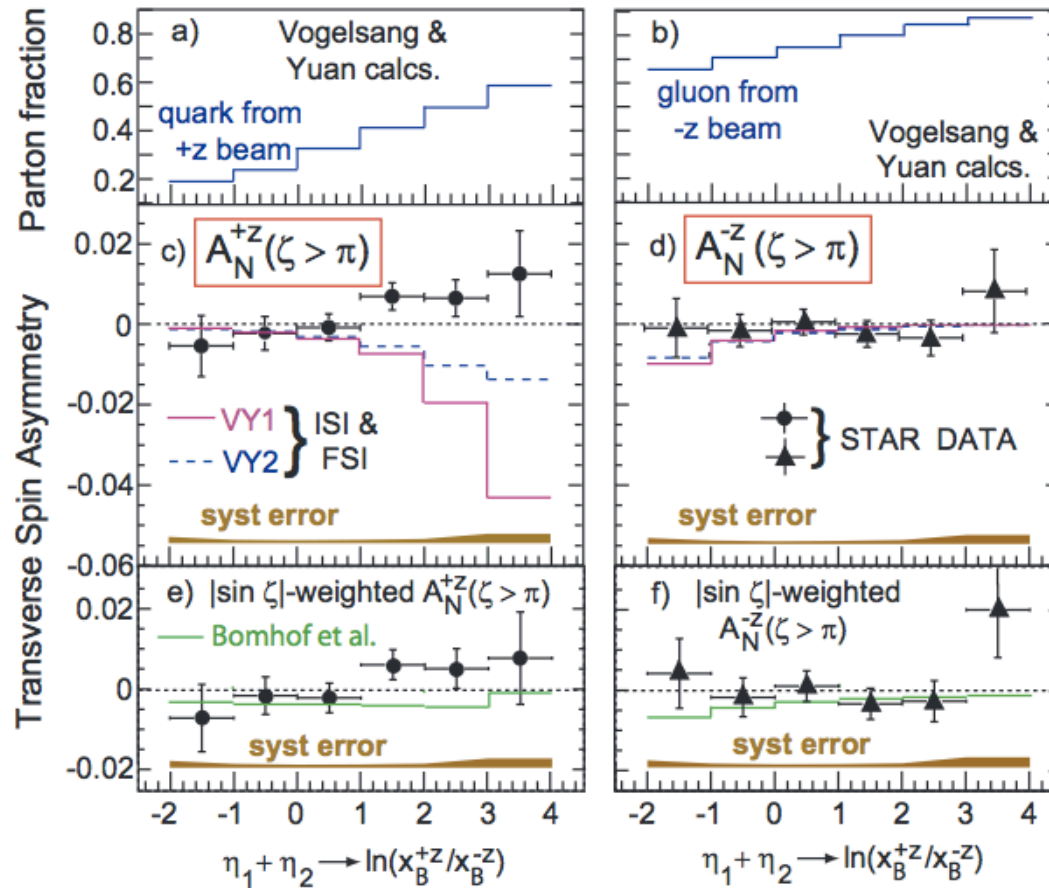 Parton fraction
Transverse Spin Asymmetry
a)
Vogelsang &
Yuan calcs.
quark from
+z beam
0.8
0.6
0.4
0.2
b)
gluon from
-z beam
Vogelsang &
Yuan calcs.
c)
A_N^{+z}(ζ > π)
0.02
0
-0.02
-0.04
-0.06
VY1
VY2
} ISI &
FSI
syst error
d)
A_N^{-z}(ζ > π)
} STAR DATA
syst error
e) |sin ζ|-weighted A_N^{+z}(ζ > π)
Bomhof et al.
0.02
0
-0.02
syst error
f) |sin ζ|-weighted
A_N^{-z}(ζ > π)
syst error
-2 -1 0 1 2 3 4
-2 -1 0 1 2 3 4
η₁ + η₂ → ln(x_B^{+z}/x_B^{-z})
η₁ + η₂ → ln(x_B^{+z}/x_B^{-z})